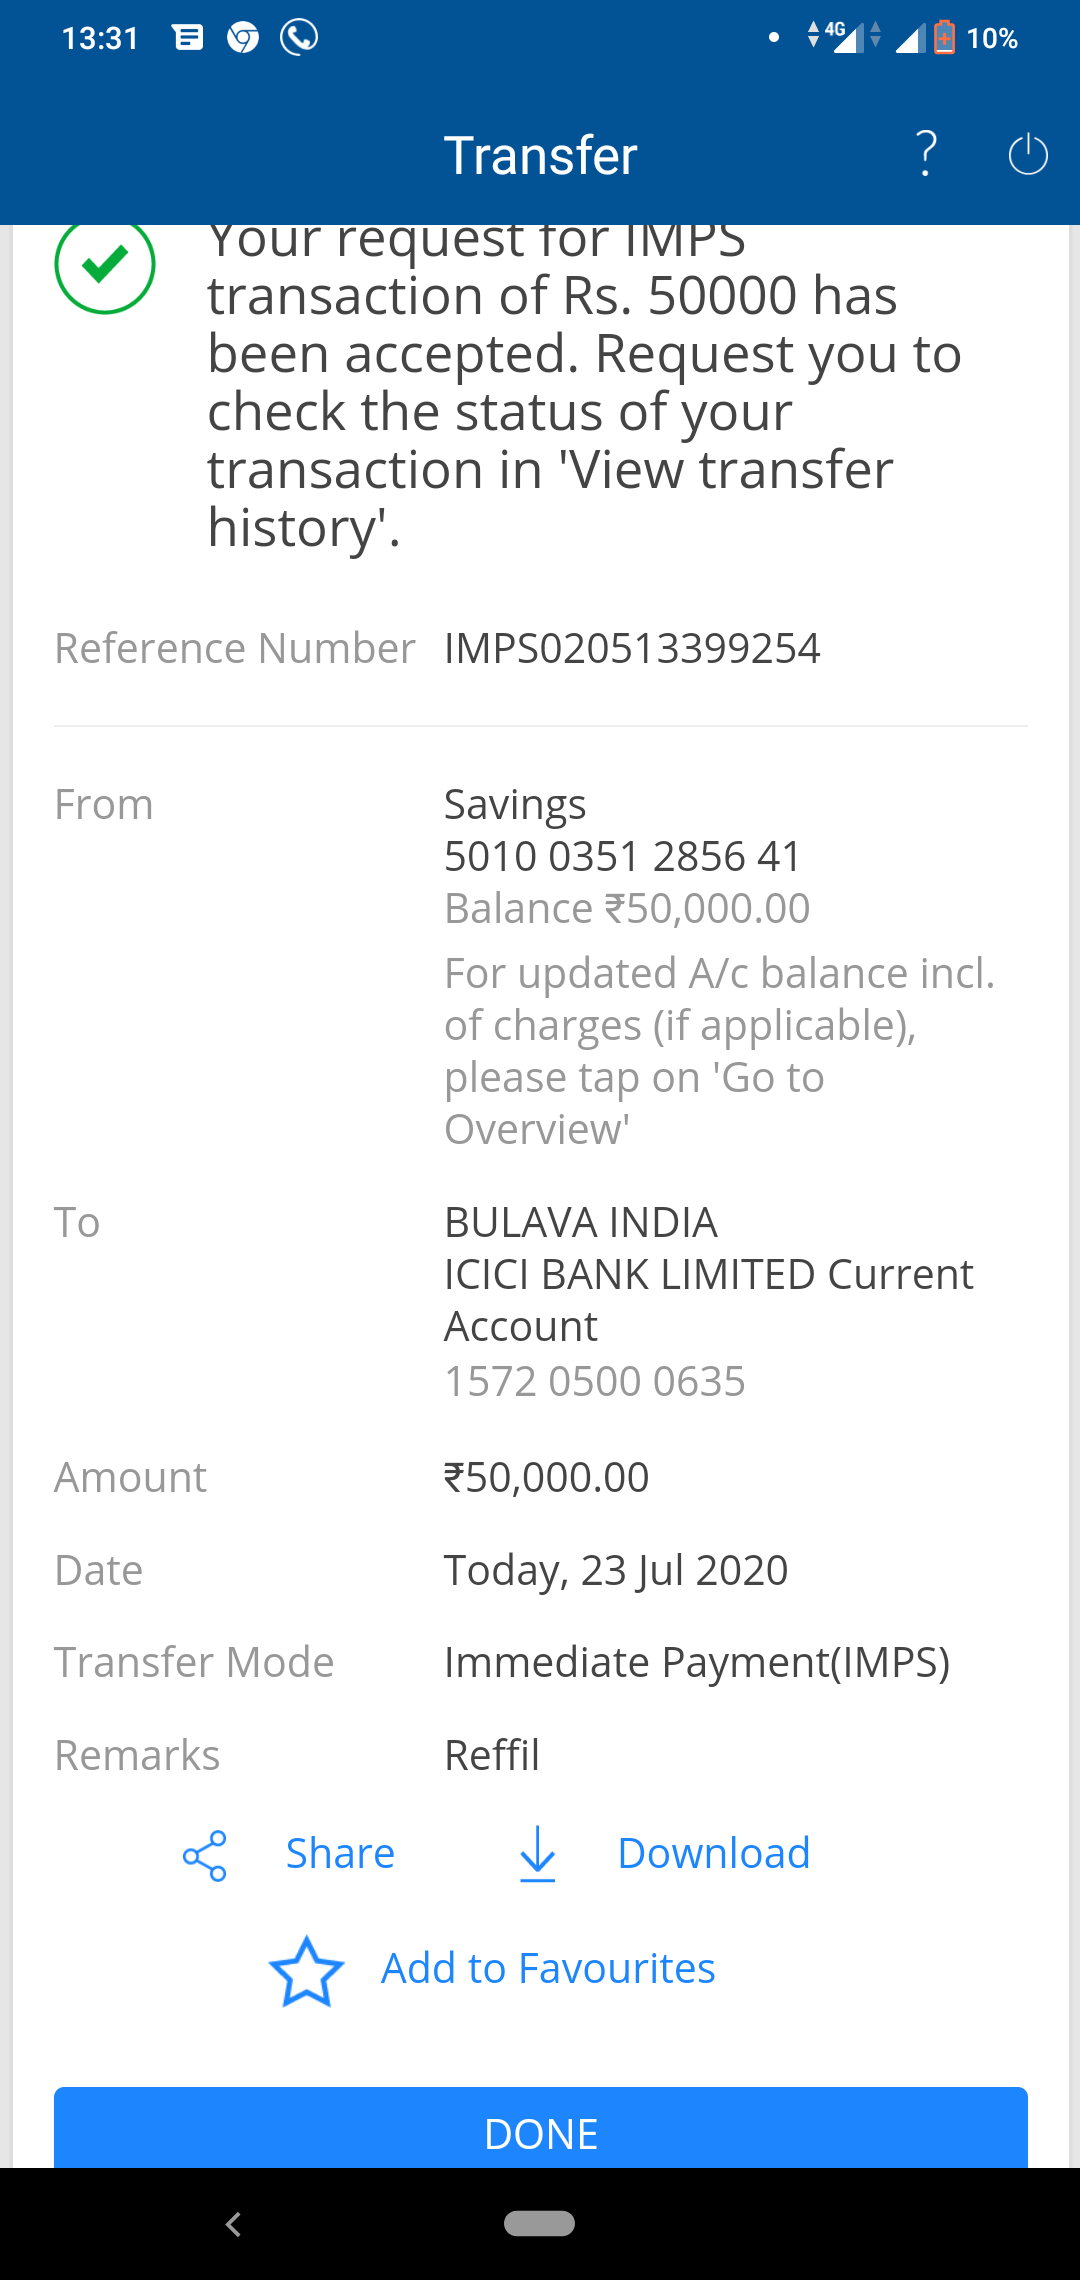 13:31
4G
10%
Transfer
?
Your request for IMPS
transaction of Rs. 50000 has
been accepted. Request you to
check the status of your
transaction in 'View transfer
history'.
Reference Number IMPS020513399254
From Savings
5010 0351 2856 41
Balance ₹50,000.00
For updated A/c balance incl.
of charges (if applicable),
please tap on 'Go to
Overview'
To BULAVA INDIA
ICICI BANK LIMITED Current
Account
1572 0500 0635
Amount ₹50,000.00
Date Today, 23 Jul 2020
Transfer Mode Immediate Payment(IMPS)
Remarks Reffil
Share Download
Add to Favourites
DONE